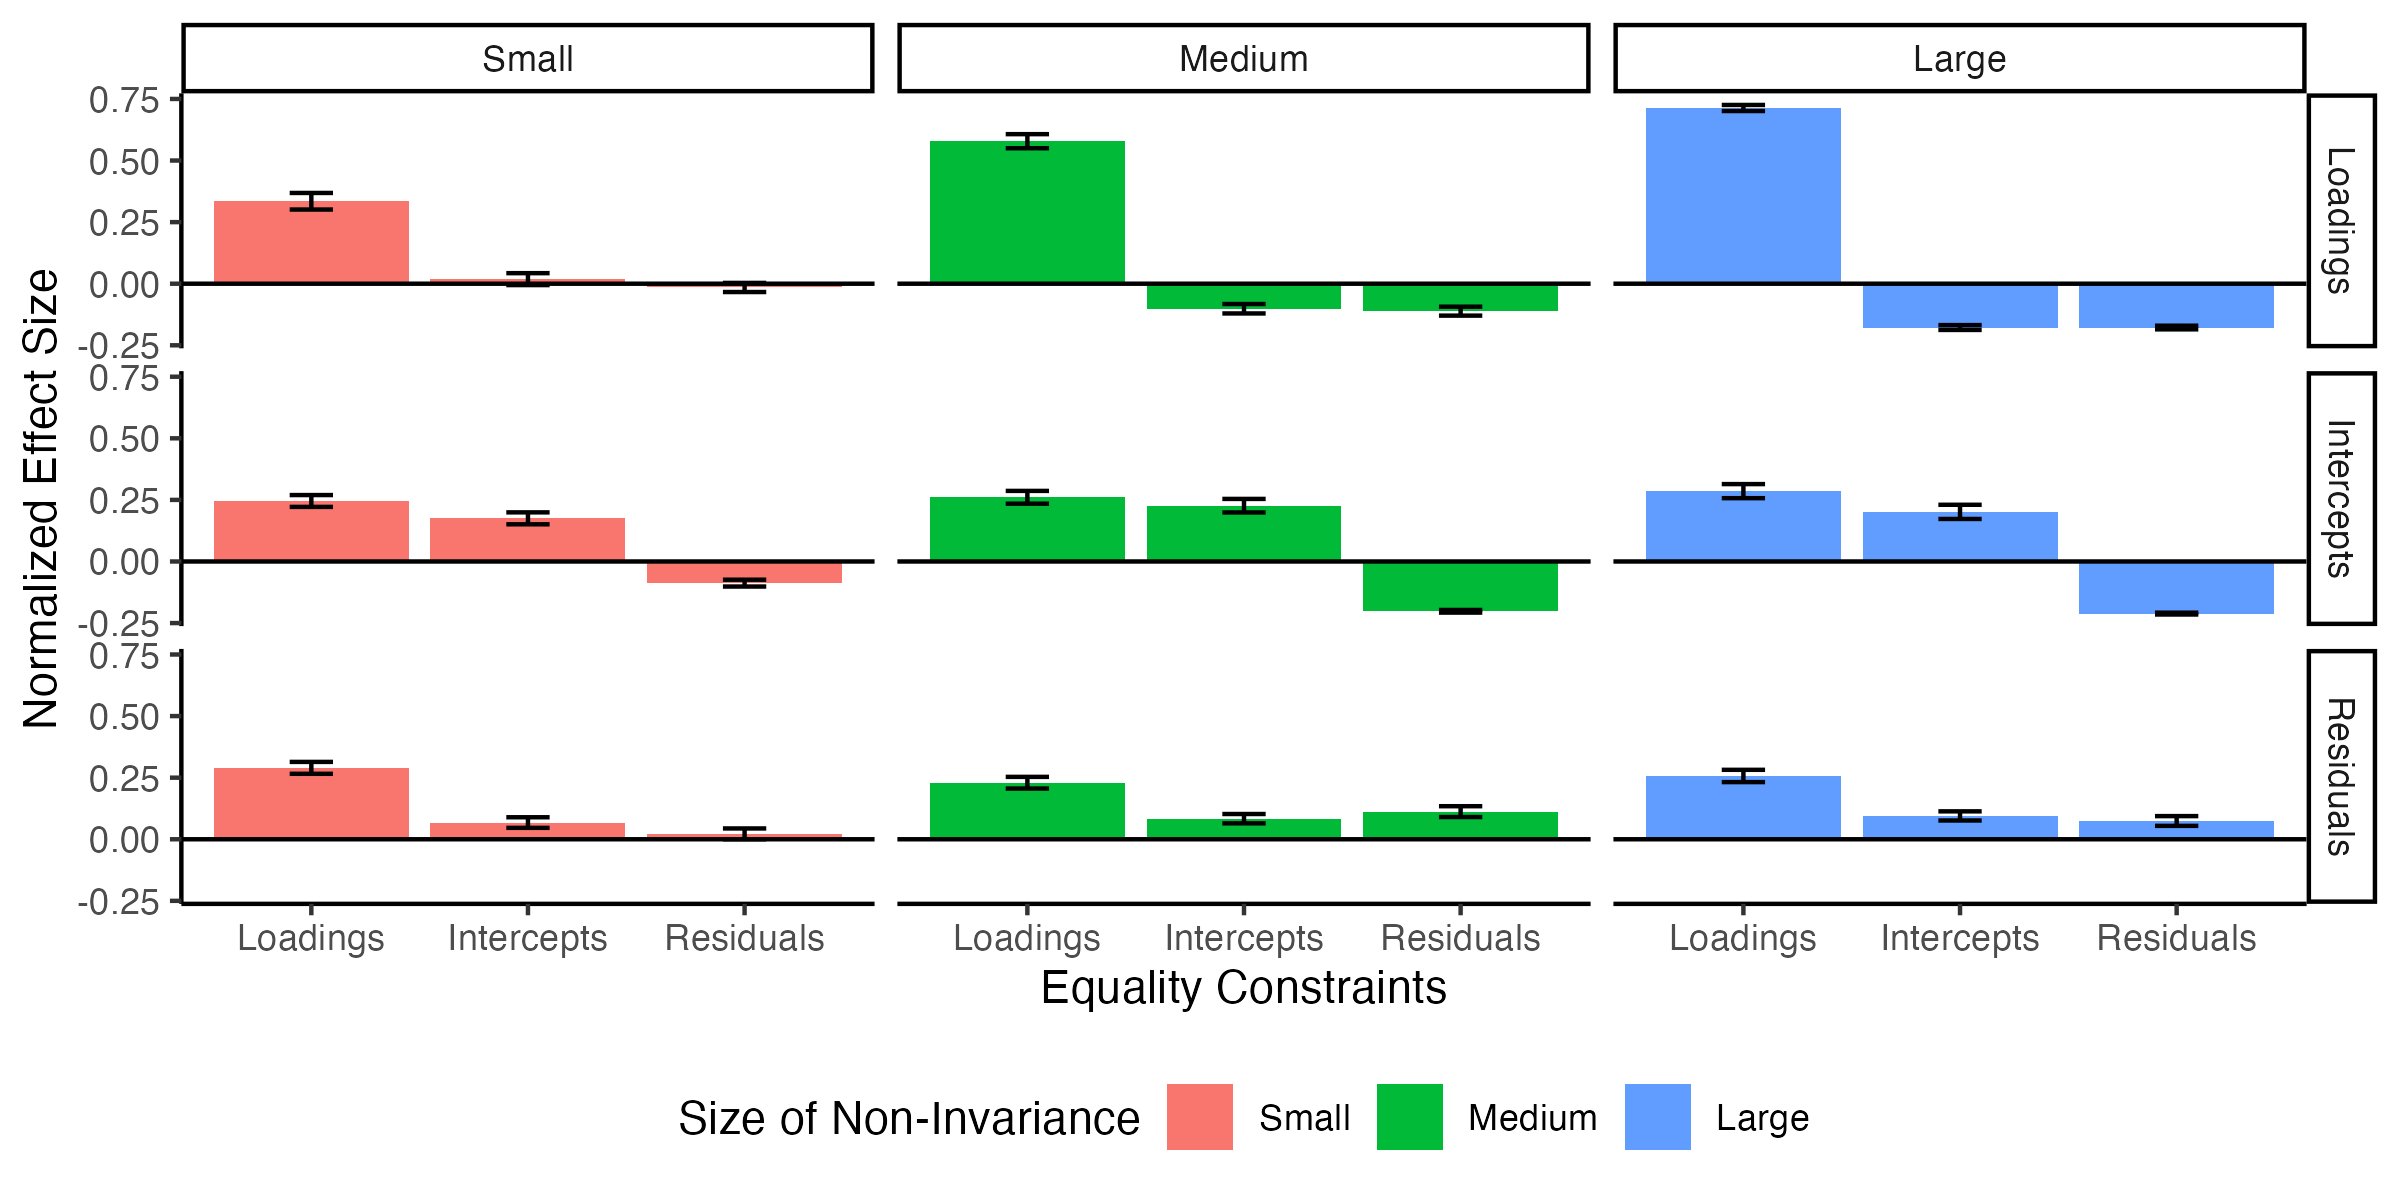 Small Medium Large
0.75
0.50
0.25
0.00
-0.25
Loadings
0.75
0.50
0.25
0.00
-0.25
Intercepts
0.75
0.50
0.25
0.00
-0.25
Residuals
Normalized Effect Size
Loadings Intercepts Residuals Loadings Intercepts Residuals Loadings Intercepts Residuals
Equality Constraints
Size of Non-Invariance Small Medium Large